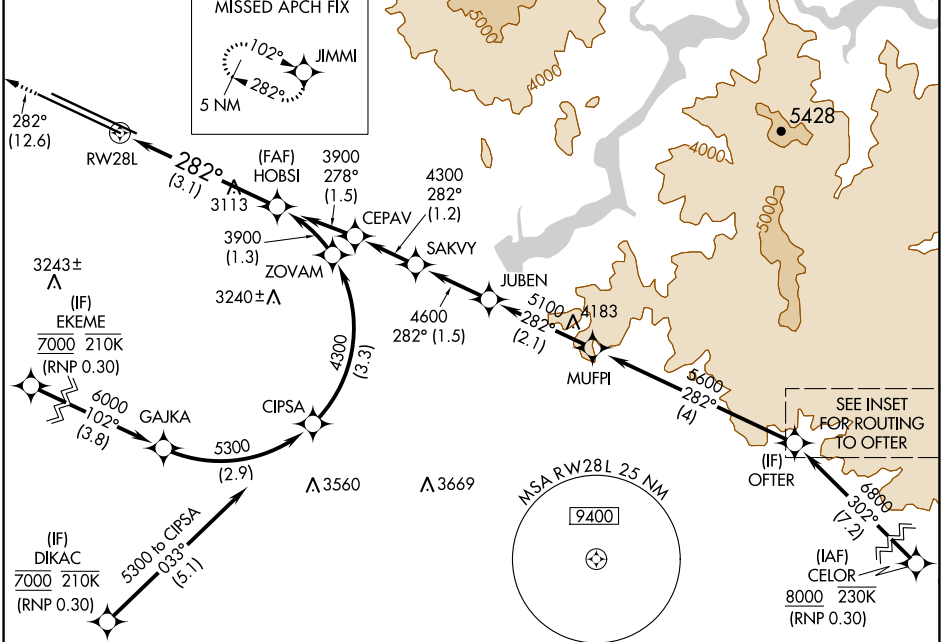 MISSED APCH FIX
102°
JIMMI
282°
5 NM
5000
4000
5428
4000
5000
282°
(12.6)
RW28L
282°
(3.1)
3113
(FAF)
HOBSI
3900
278°
(1.5)
4300
282°
(1.2)
CEPAV
3900
(1.3)
ZOVAM
SAKVY
JUBEN
4600
282° (1.5)
5100
282°
(2.1)
4183
MUFPI
3243±
3240±
(IF)
EKEME
7000 210K
(RNP 0.30)
6000
102°
(3.8)
GAJKA
CIPSA
4300
(3.3)
5300
(2.9)
5600
282°
(4)
SEE INSET
FOR ROUTING
TO OFTER
(IF)
OFTER
3560
3669
MSA RW28L 25 NM
9400
6800
302°
(7.2)
(IF)
DIKAC
7000 210K
(RNP 0.30)
5300 to CIPSA
033°
(5.1)
(IAF)
CELOR
8000 230K
(RNP 0.30)